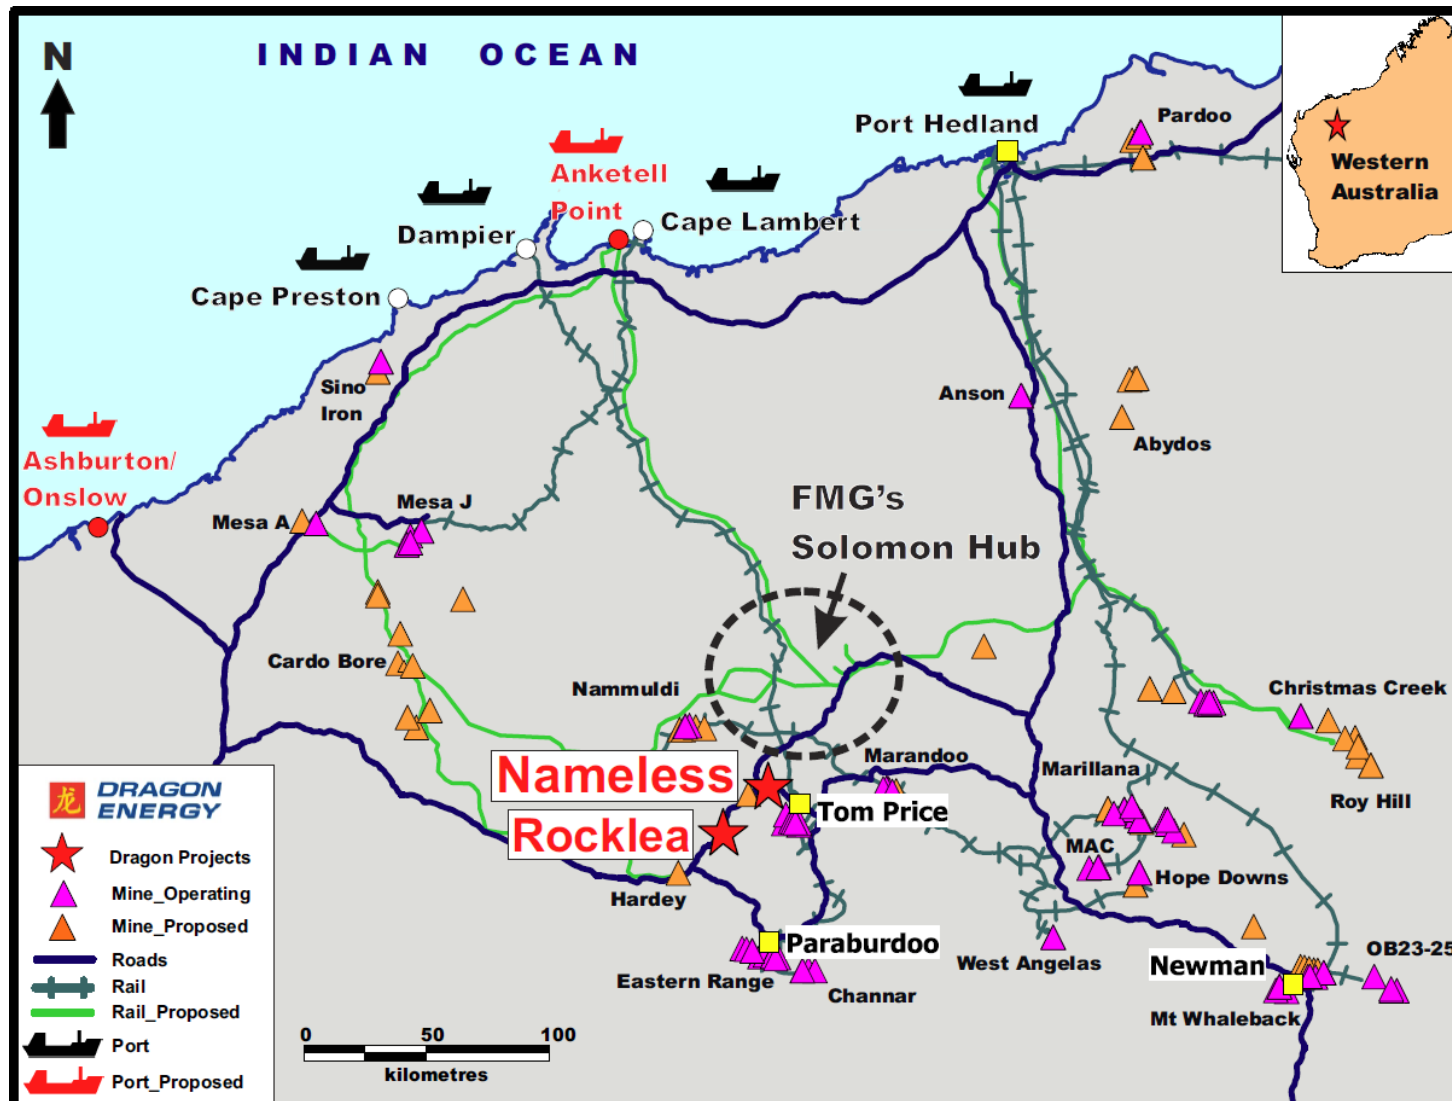 INDIAN OCEAN
N
Port Hedland
Pardoo
Western
Australia
Anketell
Point
Dampier
Cape Lambert
Cape Preston
Sino
Iron
Anson
Abydos
Ashburton/
Onslow
Mesa A
Mesa J
FMG's
Solomon Hub
Cardo Bore
Nammuldi
Christmas Creek
Marandoo
Marillana
Roy Hill
Nameless
Tom Price
Rocklea
MAC
Hope Downs
Hardey
Paraburdoo
Eastern Range
Channar
West Angelas
Newman
OB23-25
Mt Whaleback
龙
DRAGON
ENERGY
Dragon Projects
Mine_Operating
Mine_Proposed
Roads
Rail
Rail_Proposed
Port
Port_Proposed
0 50 100
kilometres